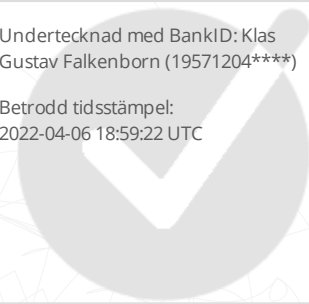 Undertecknad med BankID: Klas
Gustav Falkenborn (19571204****)
Betrodd tidsstämpel:
2022-04-06 18:59:22 UTC